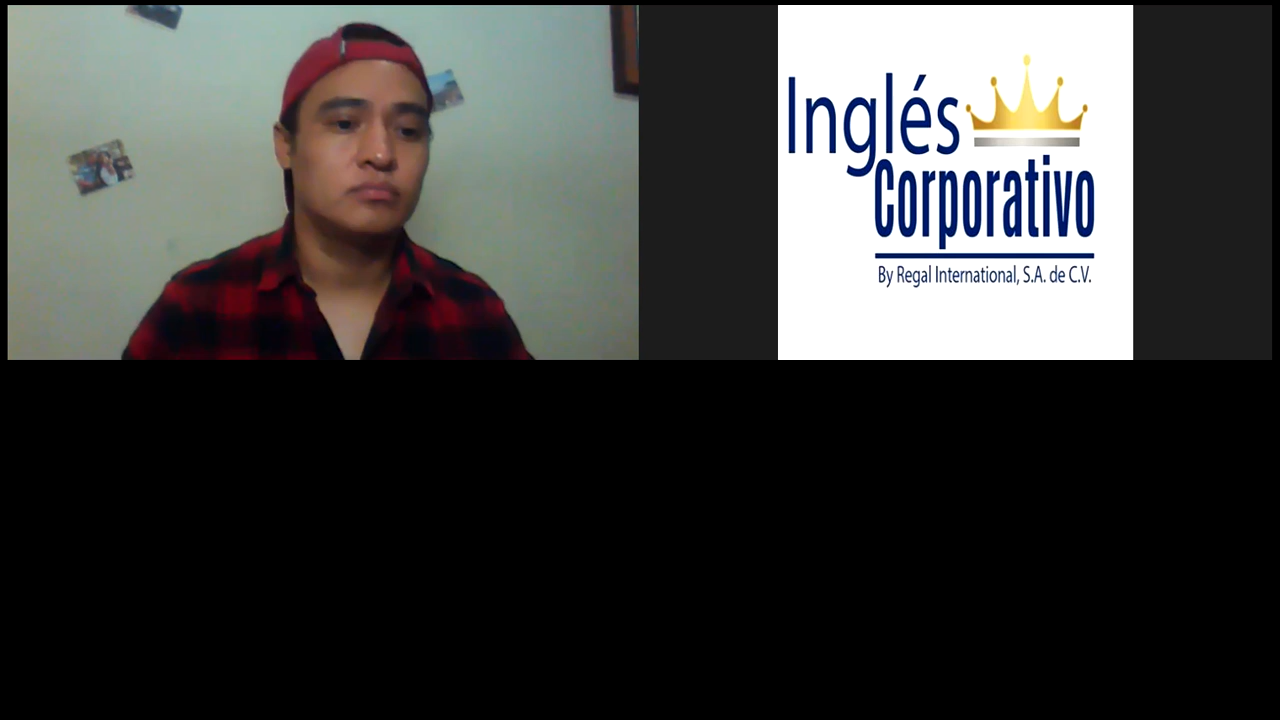 Inglés
Corporativo
By Regal International, S.A. de C.V.